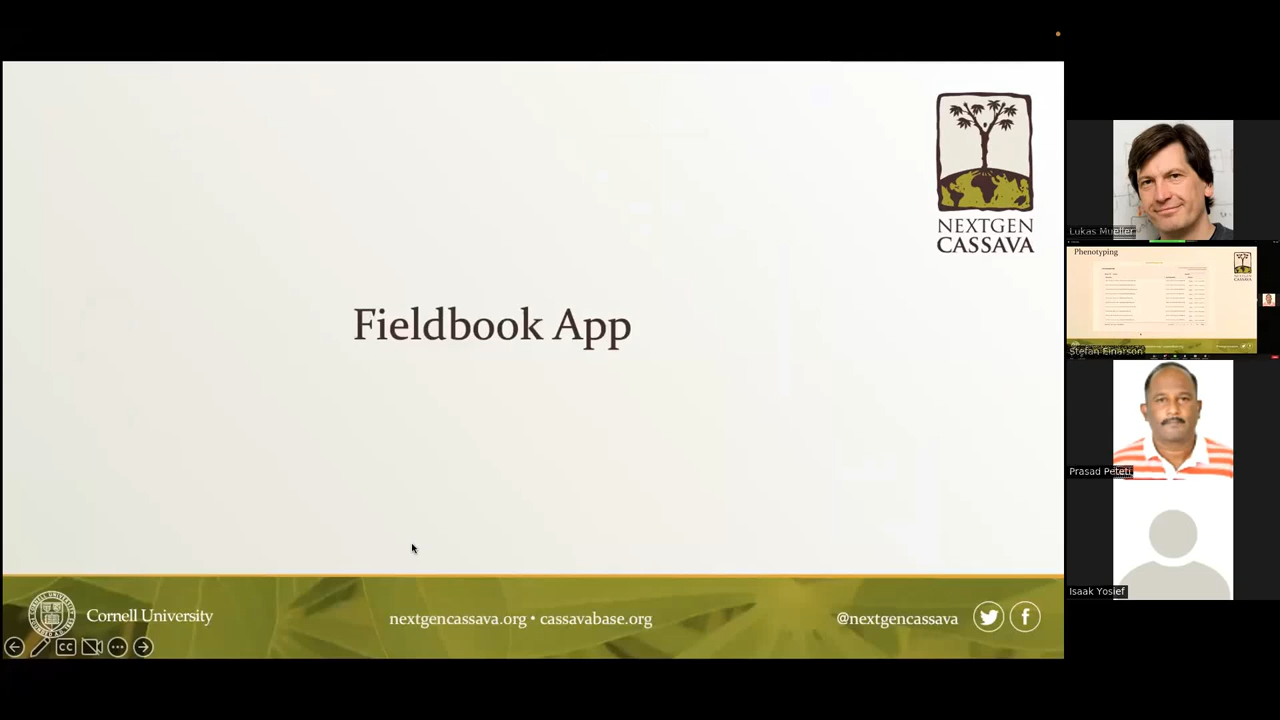 NEXTGEN
CASSAVA
Fieldbook App
Cornell University
nextgencassava.org • cassavabase.org
@nextgencassava
CC
Lukas Mueller
Phenotyping
Stefan Einarson
Prasad Peteti
Isaak Yosief